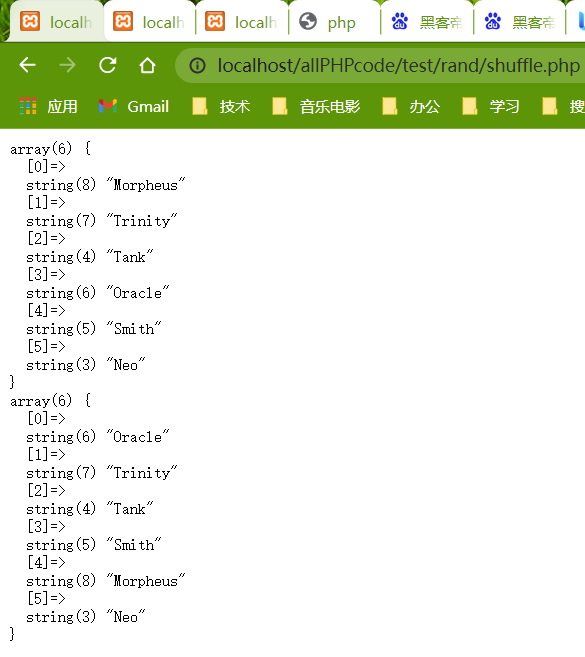 localh localh localh php 黑客帝 黑客帝
localhost/allPHPcode/test/rand/shuffle.php
应用 Gmail 技术 音乐电影 办公 学习 搜
array(6) {
[0]=>
string(8) "Morpheus"
[1]=>
string(7) "Trinity"
[2]=>
string(4) "Tank"
[3]=>
string(6) "Oracle"
[4]=>
string(5) "Smith"
[5]=>
string(3) "Neo"
}
array(6) {
[0]=>
string(6) "Oracle"
[1]=>
string(7) "Trinity"
[2]=>
string(4) "Tank"
[3]=>
string(5) "Smith"
[4]=>
string(8) "Morpheus"
[5]=>
string(3) "Neo"
}